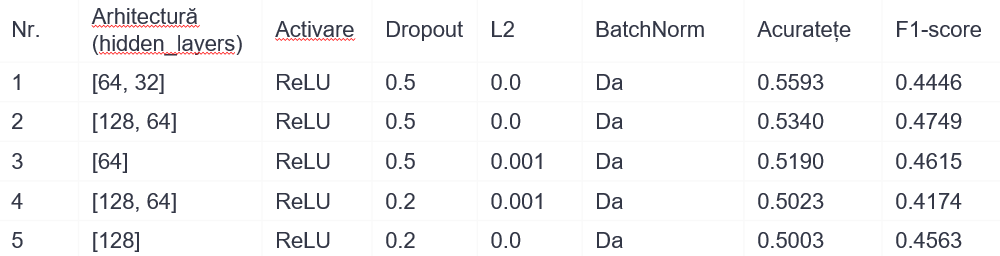 Nr. Arhitectură (hidden_layers) Activare Dropout L2 BatchNorm Acuratețe F1-score
1 [64, 32] ReLU 0.5 0.0 Da 0.5593 0.4446
2 [128, 64] ReLU 0.5 0.0 Da 0.5340 0.4749
3 [64] ReLU 0.5 0.001 Da 0.5190 0.4615
4 [128, 64] ReLU 0.2 0.001 Da 0.5023 0.4174
5 [128] ReLU 0.2 0.0 Da 0.5003 0.4563